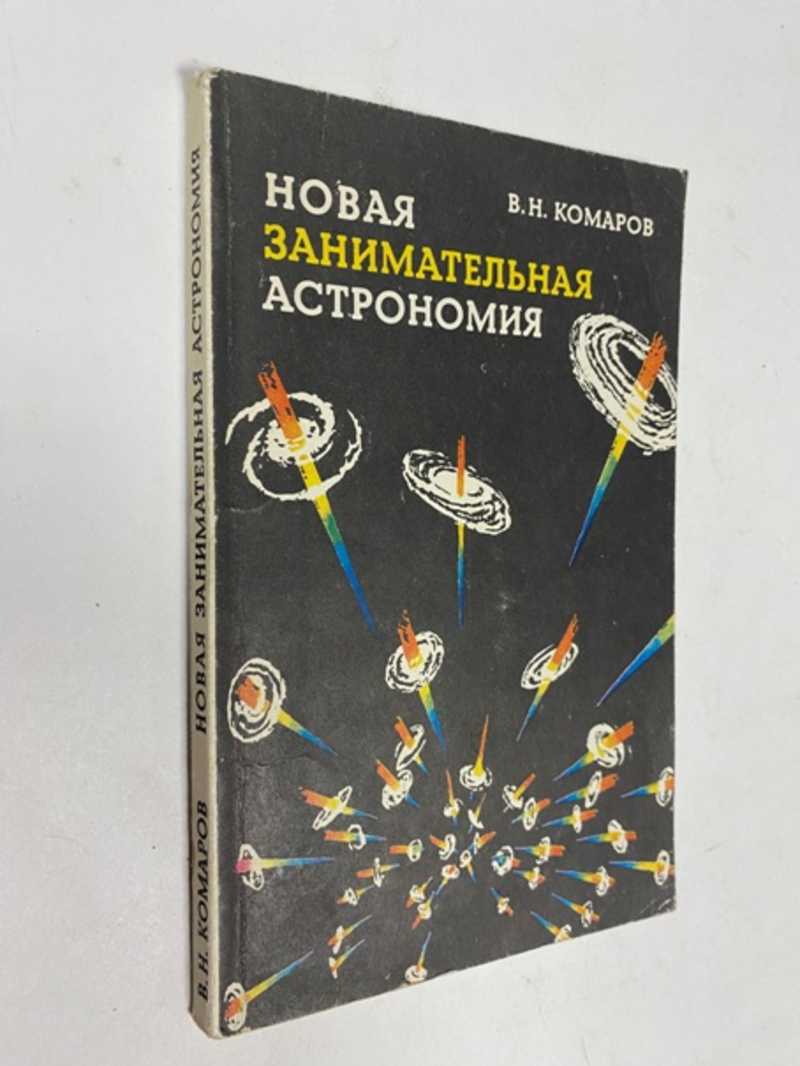 В.Н. КОМАРОВ
НОВАЯ
ЗАНИМАТЕЛЬНАЯ
АСТРОНОМИЯ
В. Н. КОМАРОВ НОВАЯ ЗАНИМАТЕЛЬНАЯ АСТРОНОМИЯ